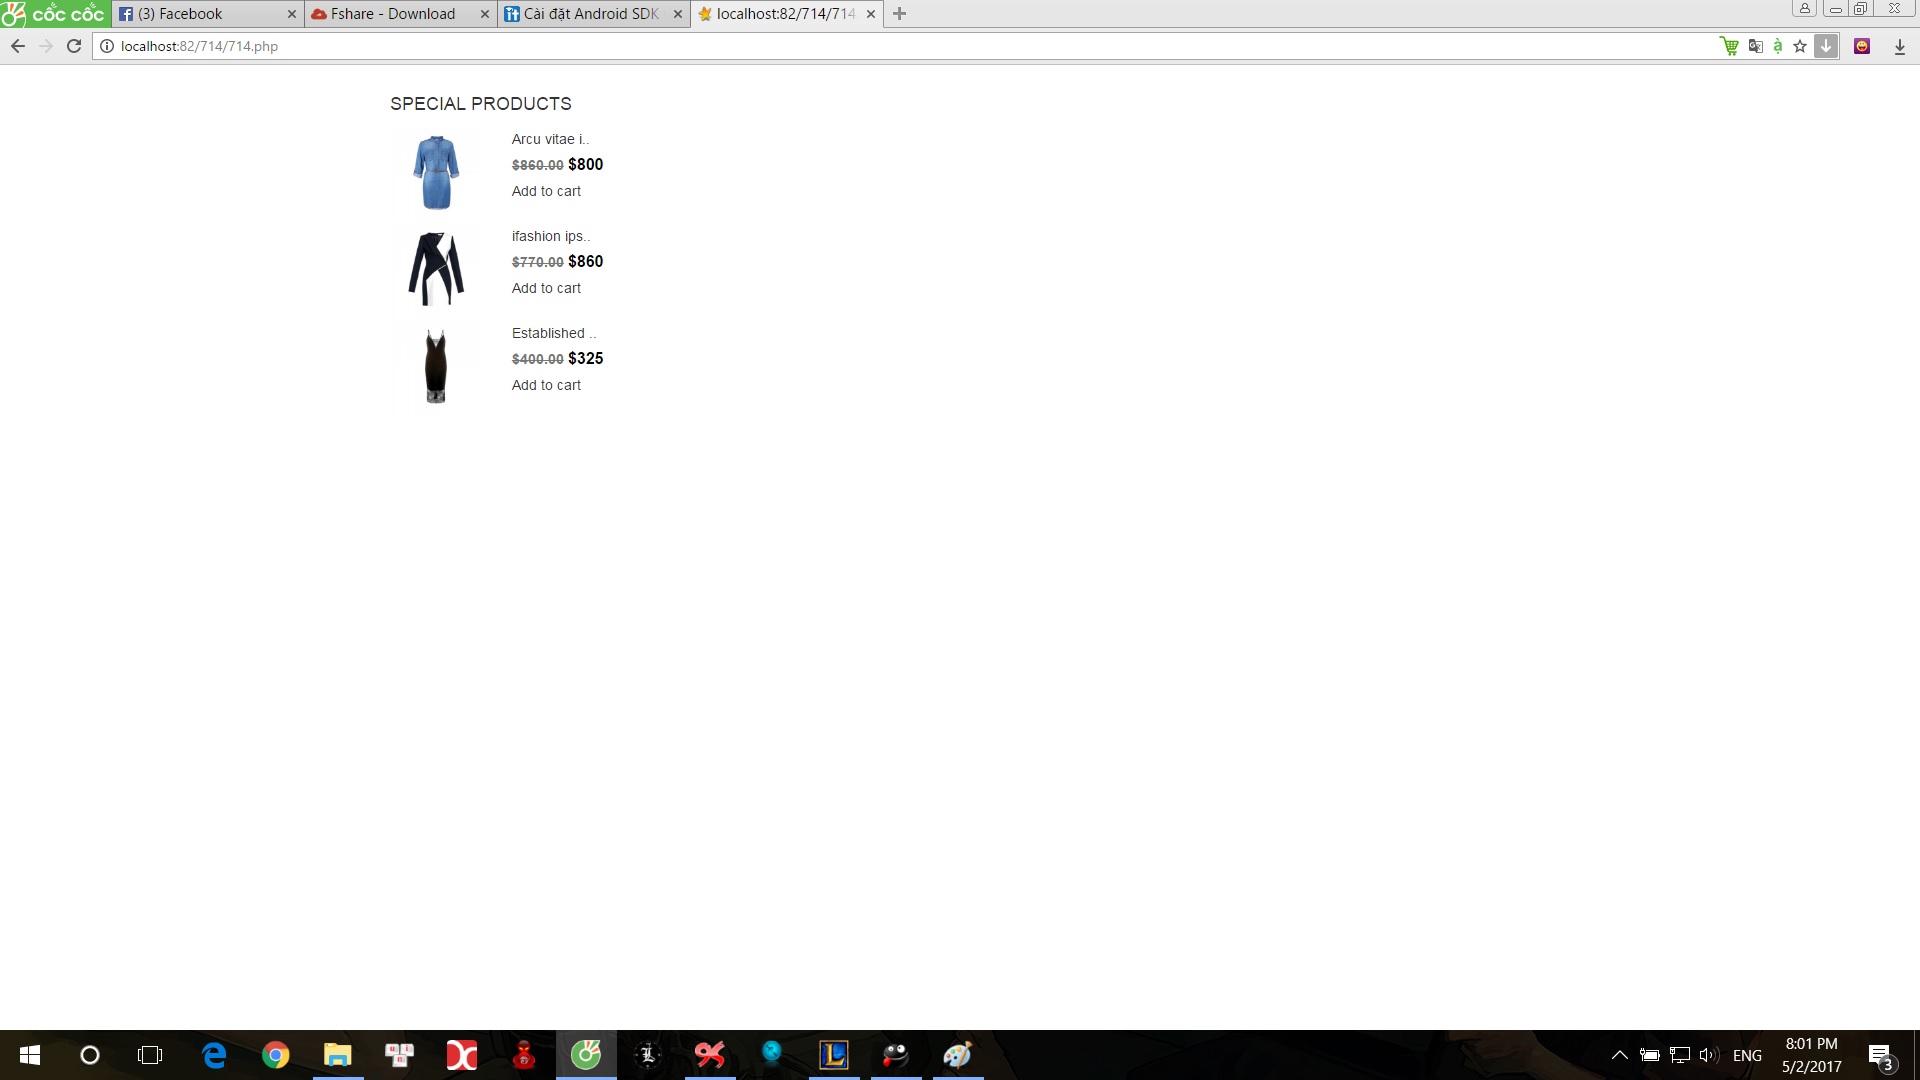 cốc cốc
(3) Facebook
Fshare - Download
Cài đặt Android SDK
localhost:82/714/714
localhost:82/714/714.php
SPECIAL PRODUCTS
Arcu vitae i..
$860.00 $800
Add to cart
ifashion ips..
$770.00 $860
Add to cart
Established ..
$400.00 $325
Add to cart
ENG
8:01 PM
5/2/2017
3